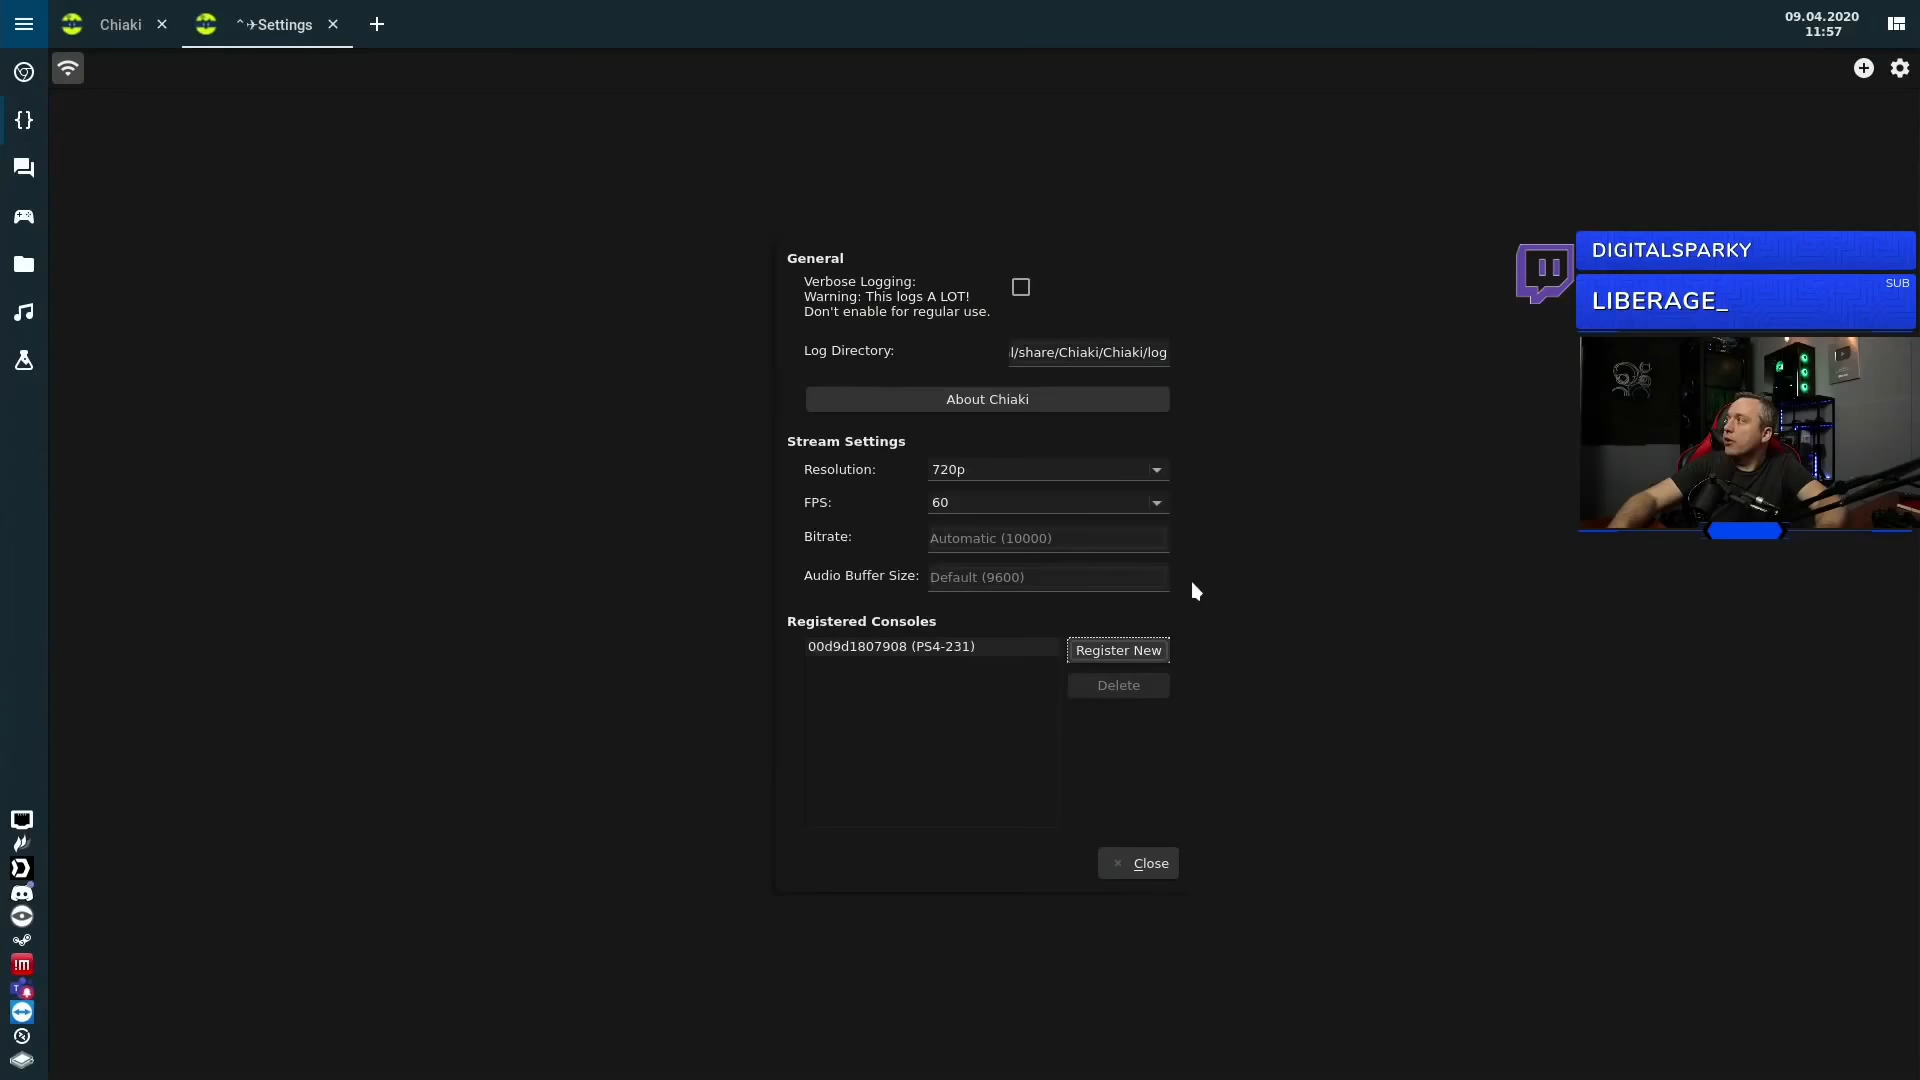 Chiaki
^✈Settings
09.04.2020
11:57
General
Verbose Logging:
Warning: This logs A LOT!
Don't enable for regular use.
Log Directory:
l/share/Chiaki/Chiaki/log
About Chiaki
Stream Settings
Resolution:
720p
FPS:
60
Bitrate:
Automatic (10000)
Audio Buffer Size:
Default (9600)
Registered Consoles
00d9d1807908 (PS4-231)
Register New
Delete
Close
DIGITALSPARKY
SUB
LIBERAGE_
!m
T